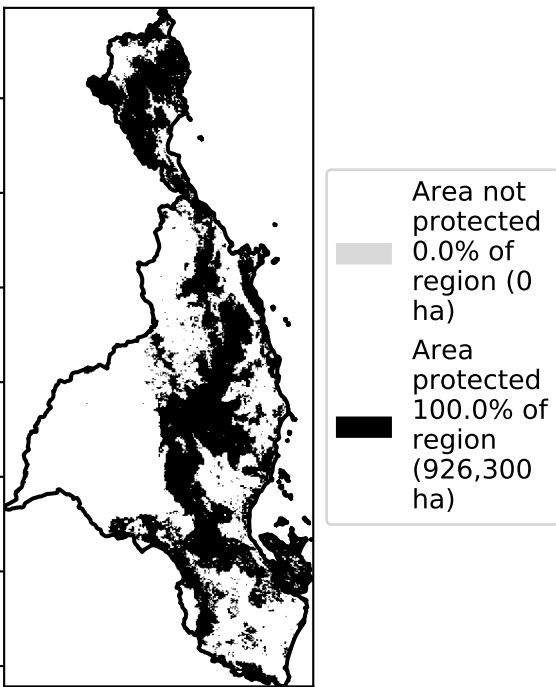 Area not
protected
0.0% of
region (0
ha)
Area
protected
100.0% of
region
(926,300
ha)